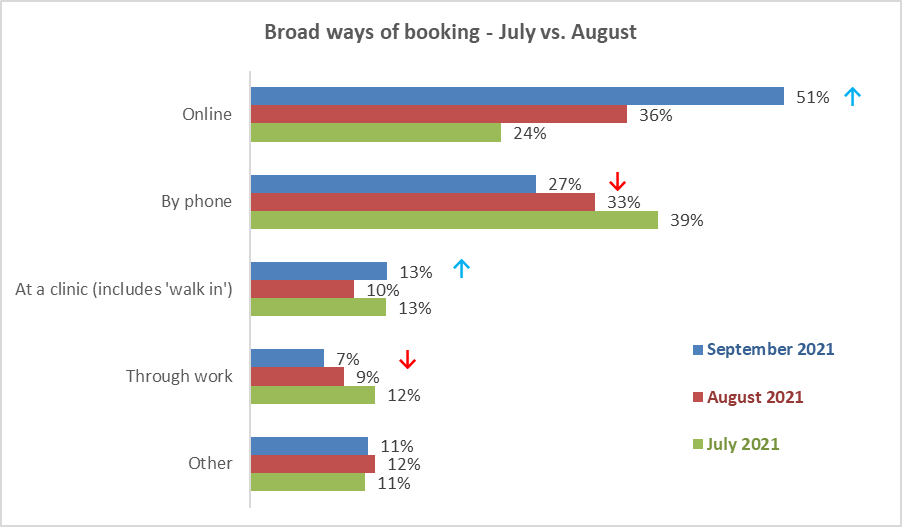 Broad ways of booking - July vs. August
Online
51%
36%
24%
By phone
27%
33%
39%
At a clinic (includes 'walk in')
13%
10%
13%
Through work
7%
9%
12%
Other
11%
12%
11%
September 2021
August 2021
July 2021